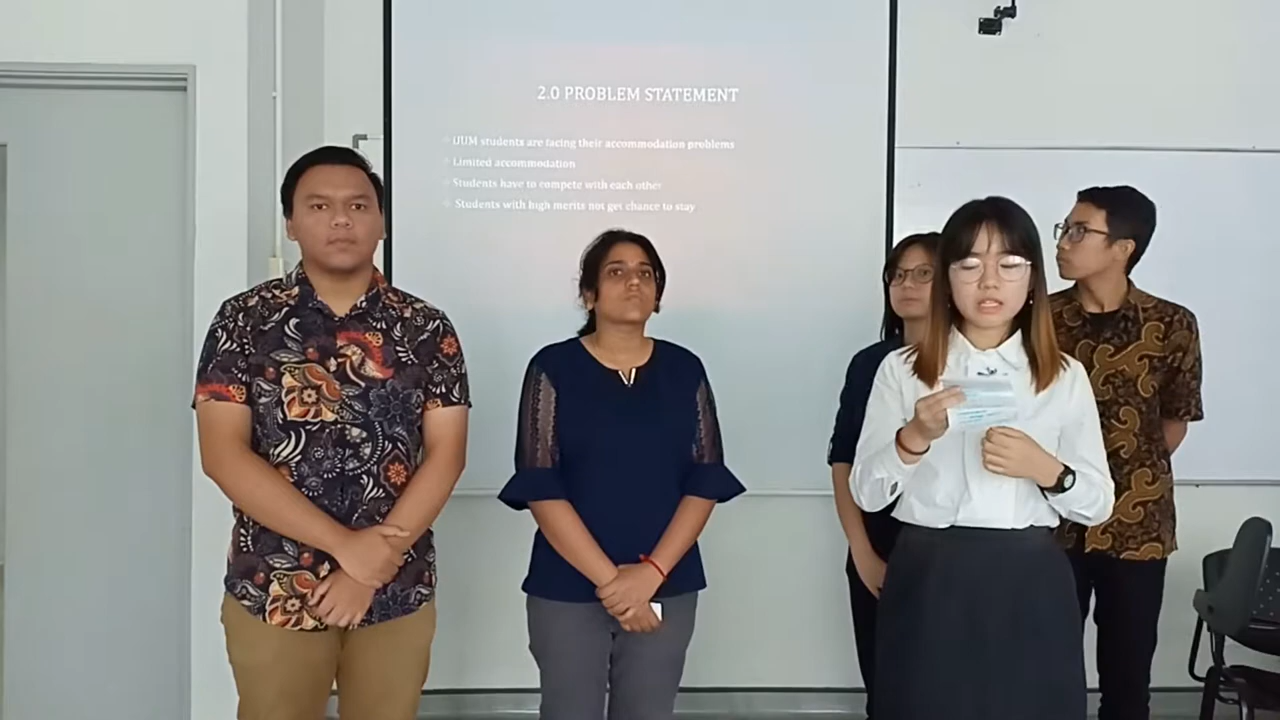 2.0 PROBLEM STATEMENT
UUM students are facing their accommodation problems
Limited accommodation
Students have to compete with each other
Students with high merits not get chance to stay